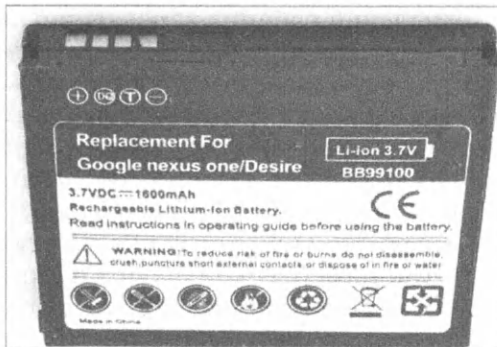 + DQ T −
Replacement For
Google nexus one/Desire
Li-ion 3.7V
BB99100
3.7VDC⎓1600mAh
Rechargeable Lithium-Ion Battery.
CE
Read instructions in operating guide before using the battery.
WARNING:To reduce risk of fire or burns do not disassemble,
crush,puncture short external contacts,or dispose of in fire or water
Made in China